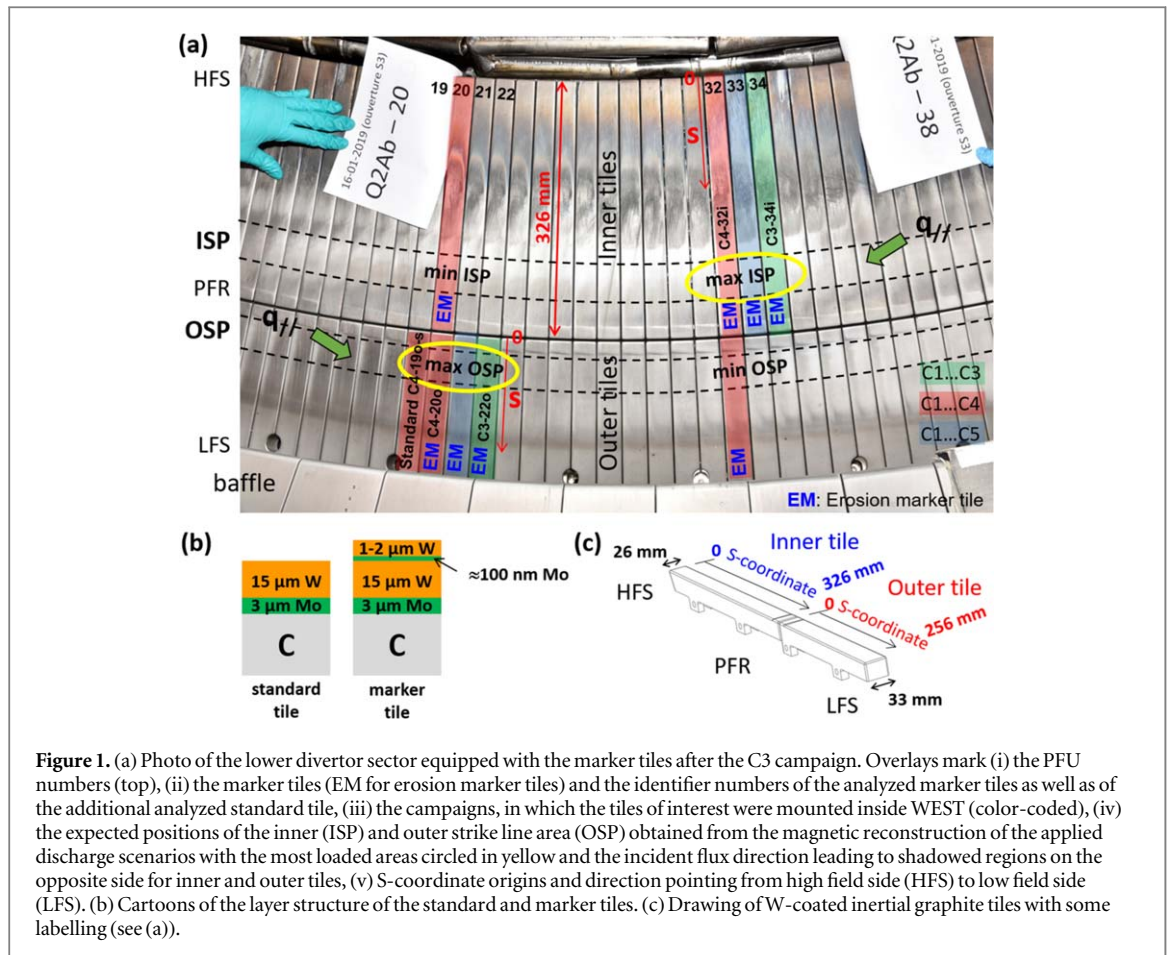 (a)
HFS
ISP
PFR
OSP
LFS
baffle
16-01-2019 (ouverture S3)
Q2Ab – 20
19 20 21 22
326 mm
Inner tiles
0
S
32 33 34
1-2019 (ouverture S3)
Q2Ab – 38
C4-32i
C3-34i
q//
min ISP
max ISP
EM
EM
EM
EM
q//
Standard C4-19o-s
max OSP
0
S
C4-20o
C3-22o
EM
EM
EM
Outer tiles
min OSP
EM
C1...C3
C1...C4
C1...C5
EM: Erosion marker tile
(b)
15 µm W
3 µm Mo
C
standard
tile
1-2 µm W
≈100 nm Mo
15 µm W
3 µm Mo
C
marker
tile
(c)
26 mm
HFS
Inner tile
0 S-coordinate 326 mm
Outer tile
0 S-coordinate 256 mm
PFR
LFS
33 mm
Figure 1. (a) Photo of the lower divertor sector equipped with the marker tiles after the C3 campaign. Overlays mark (i) the PFU
numbers (top), (ii) the marker tiles (EM for erosion marker tiles) and the identifier numbers of the analyzed marker tiles as well as of
the additional analyzed standard tile, (iii) the campaigns, in which the tiles of interest were mounted inside WEST (color-coded), (iv)
the expected positions of the inner (ISP) and outer strike line area (OSP) obtained from the magnetic reconstruction of the applied
discharge scenarios with the most loaded areas circled in yellow and the incident flux direction leading to shadowed regions on the
opposite side for inner and outer tiles, (v) S-coordinate origins and direction pointing from high field side (HFS) to low field side
(LFS). (b) Cartoons of the layer structure of the standard and marker tiles. (c) Drawing of W-coated inertial graphite tiles with some
labelling (see (a)).